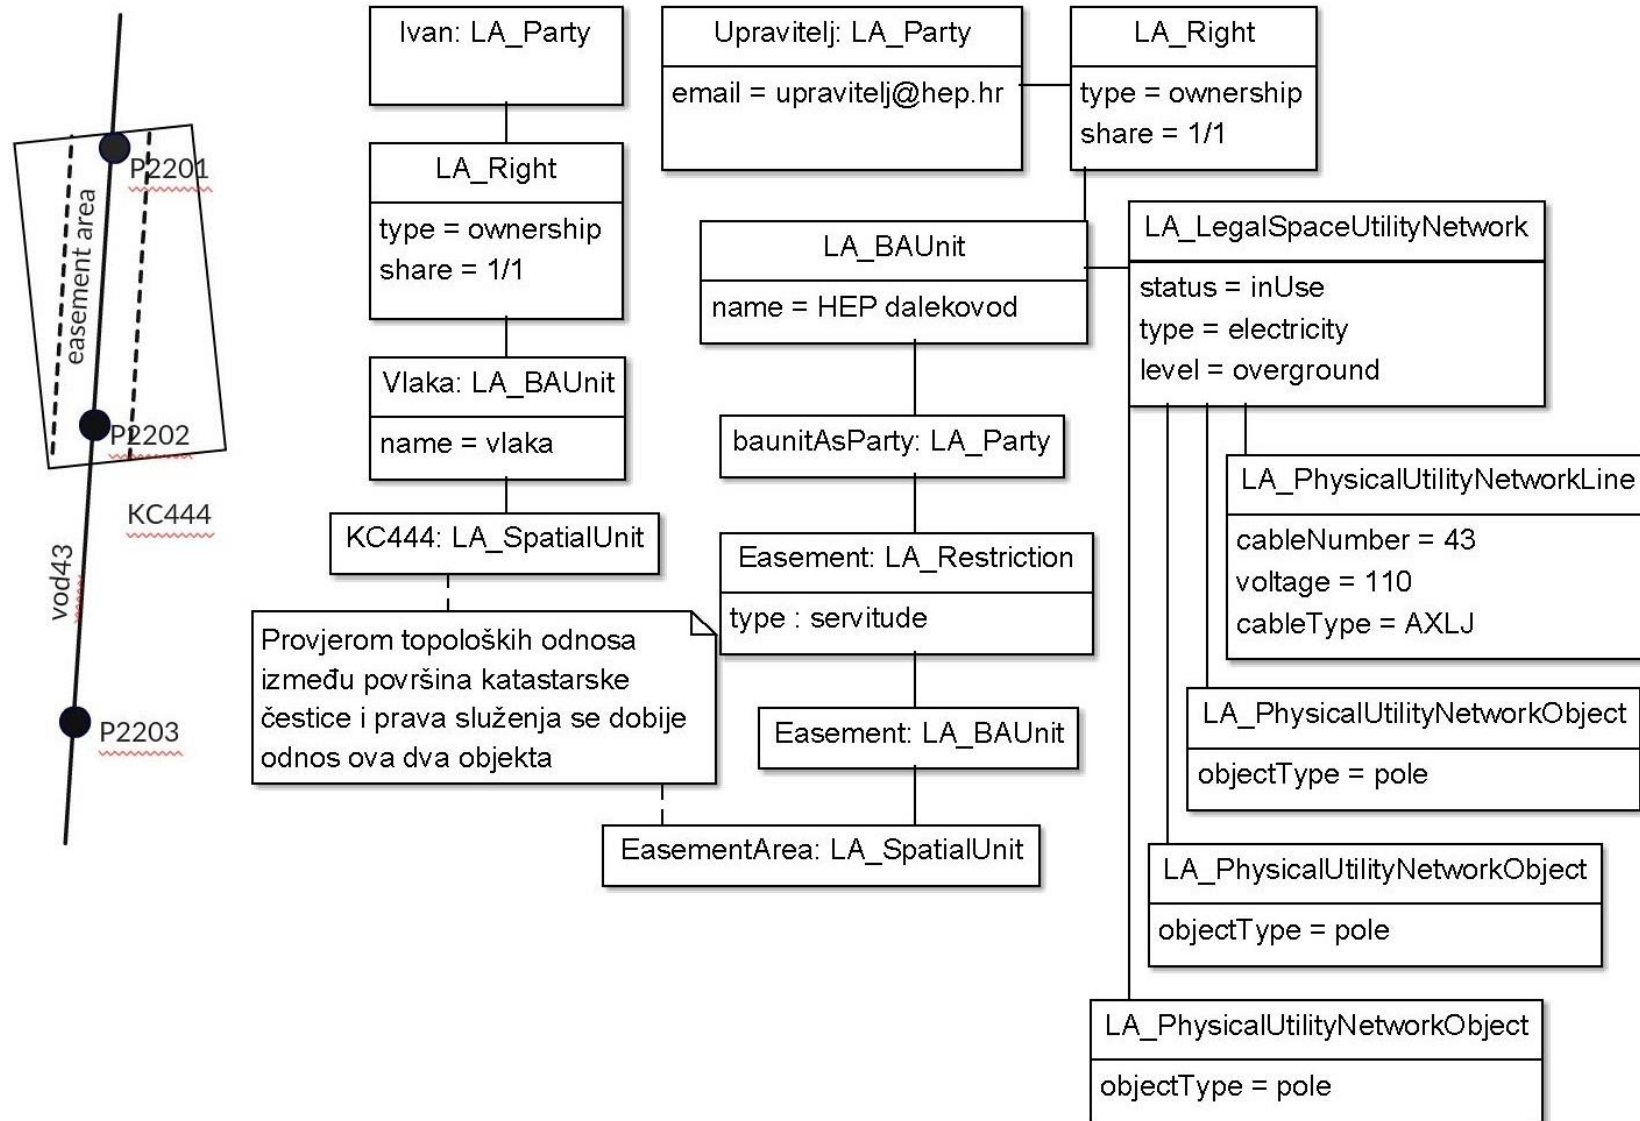 P2201
easement area
P2202
KC444
vod43
P2203
Ivan: LA_Party
LA_Right
type = ownership
share = 1/1
Vlaka: LA_BAUnit
name = vlaka
KC444: LA_SpatialUnit
Provjerom topoloških odnosa
između površina katastarske
čestice i prava služenja se dobije
odnos ova dva objekta
Upravitelj: LA_Party
email = upravitelj@hep.hr
LA_Right
type = ownership
share = 1/1
LA_BAUnit
name = HEP dalekovod
baunitAsParty: LA_Party
Easement: LA_Restriction
type : servitude
Easement: LA_BAUnit
EasementArea: LA_SpatialUnit
LA_LegalSpaceUtilityNetwork
status = inUse
type = electricity
level = overground
LA_PhysicalUtilityNetworkLine
cableNumber = 43
voltage = 110
cableType = AXLJ
LA_PhysicalUtilityNetworkObject
objectType = pole
LA_PhysicalUtilityNetworkObject
objectType = pole
LA_PhysicalUtilityNetworkObject
objectType = pole